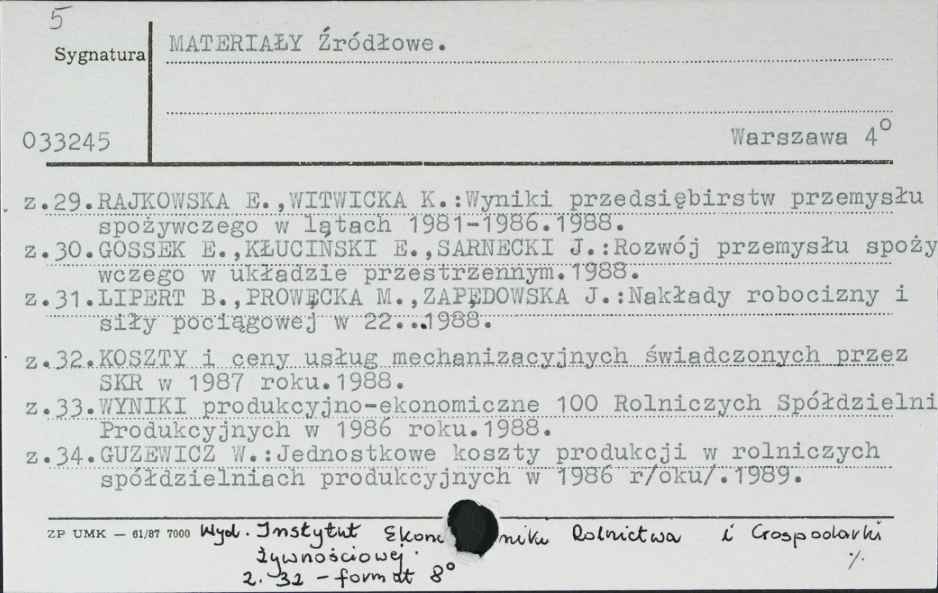 5
Sygnatura
MATERIAŁY Źródłowe.
033245
Warszawa 4°
z.29.RAJKOWSKA E.,WITWICKA K.:Wyniki przedsiębirstw przemysłu
spożywczego w lątach 1981-1986.1988.
z.30.GOSSEK E.,KŁUCIŃSKI E.,SARNECKI J.:Rozwój przemysłu spoży
wczego w układzie przestrzennym.1988.
z.31.LIPERT B.,PROWĘCKA M.,ZAPĘDOWSKA J.:Nakłady robocizny i
siły pociągowej w 22...1988.
z.32.KOSZTY i ceny usług mechanizacyjnych świadczonych przez
SKR w 1987 roku.1988.
z.33.WYNIKI produkcyjno-ekonomiczne 100 Rolniczych Spółdzielni
Produkcyjnych w 1986 roku.1988.
z.34.GUZEWICZ W.:Jednostkowe koszty produkcji w rolniczych
spółdzielniach produkcyjnych w 1986 r/oku/.1989.
ZP UMK — 61/87 7000 Wyd. Instytut Ekon niki Rolnictwa i Gospodarki
Żywnościowej.
z. 32 - format 8° ./.